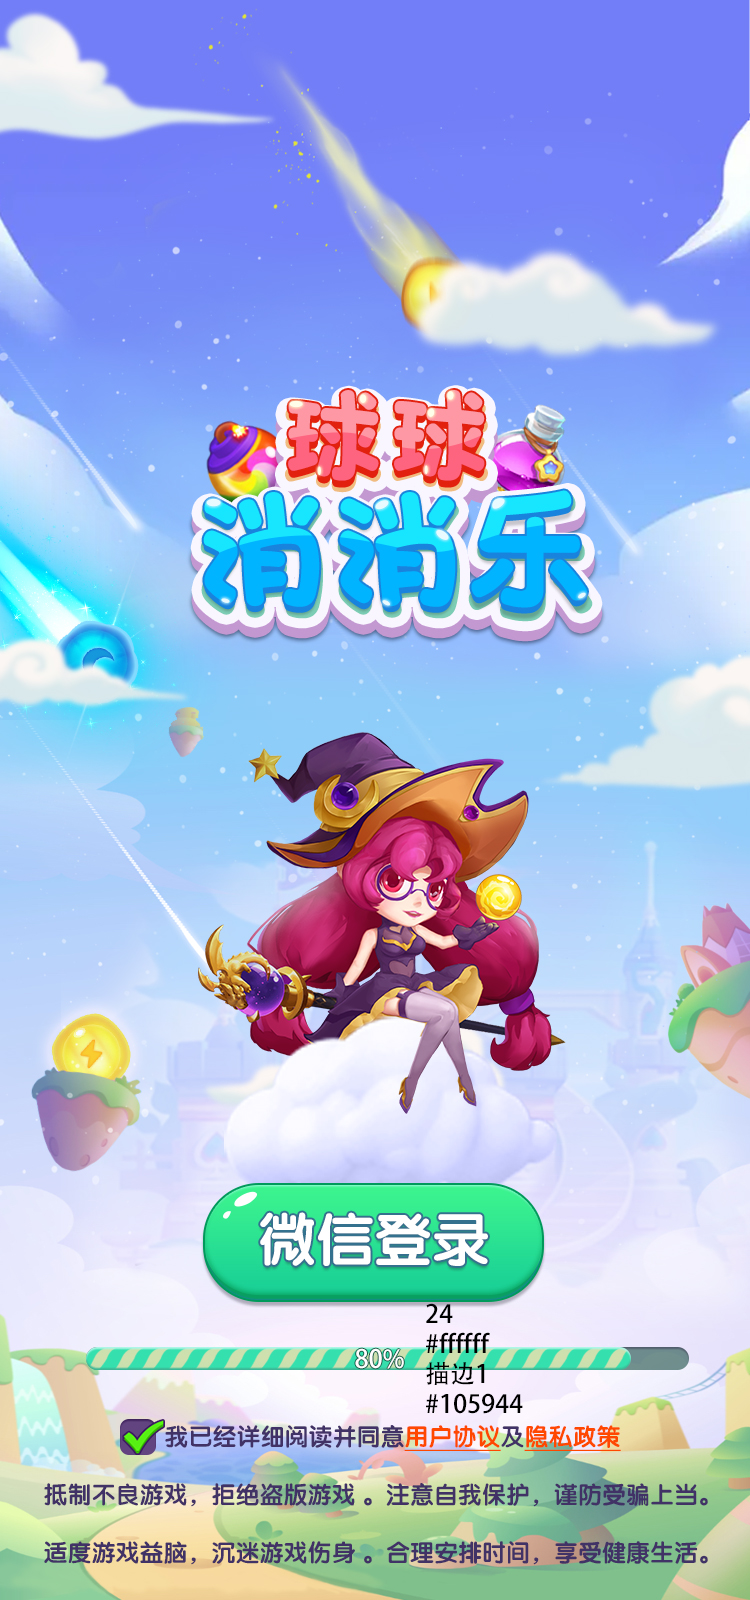 球球
消消乐
微信登录
24
#ffffff
80%
描边1
#105944
我已经详细阅读并同意用户协议及隐私政策
抵制不良游戏，拒绝盗版游戏 。注意自我保护，谨防受骗上当。
适度游戏益脑，沉迷游戏伤身 。合理安排时间，享受健康生活。